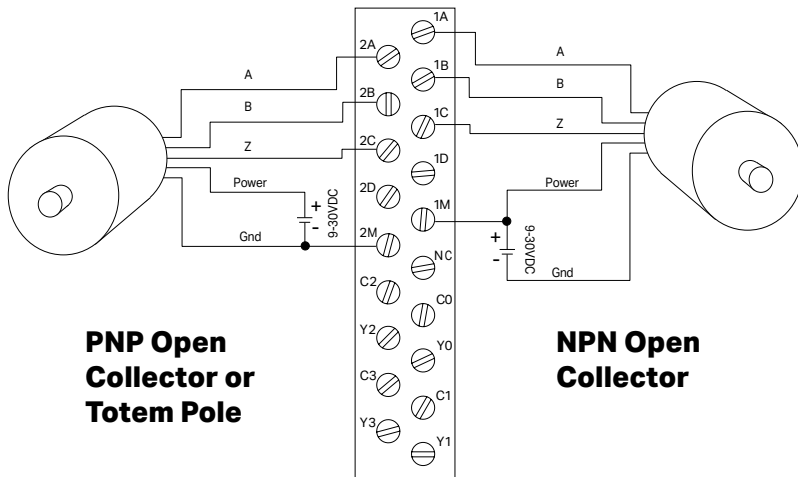 1A
2A
A
A
1B
2B
B
B
1C
2C
Z
Z
1D
2D
Power
Power
+
-
9-30VDC
1M
2M
Gnd
+
-
9-30VDC
Gnd
NC
C2
C0
Y2
Y0
C3
C1
Y3
Y1
PNP Open
Collector or
Totem Pole
NPN Open
Collector